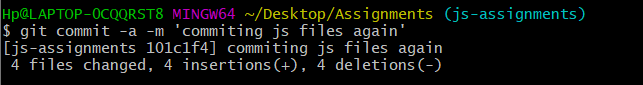 Hp@LAPTOP-OCQQRST8 MINGW64 ~/Desktop/Assignments (js-assignments)
$ git commit -a -m 'commiting js files again'
[js-assignments 101c1f4] commiting js files again
 4 files changed, 4 insertions(+), 4 deletions(-)